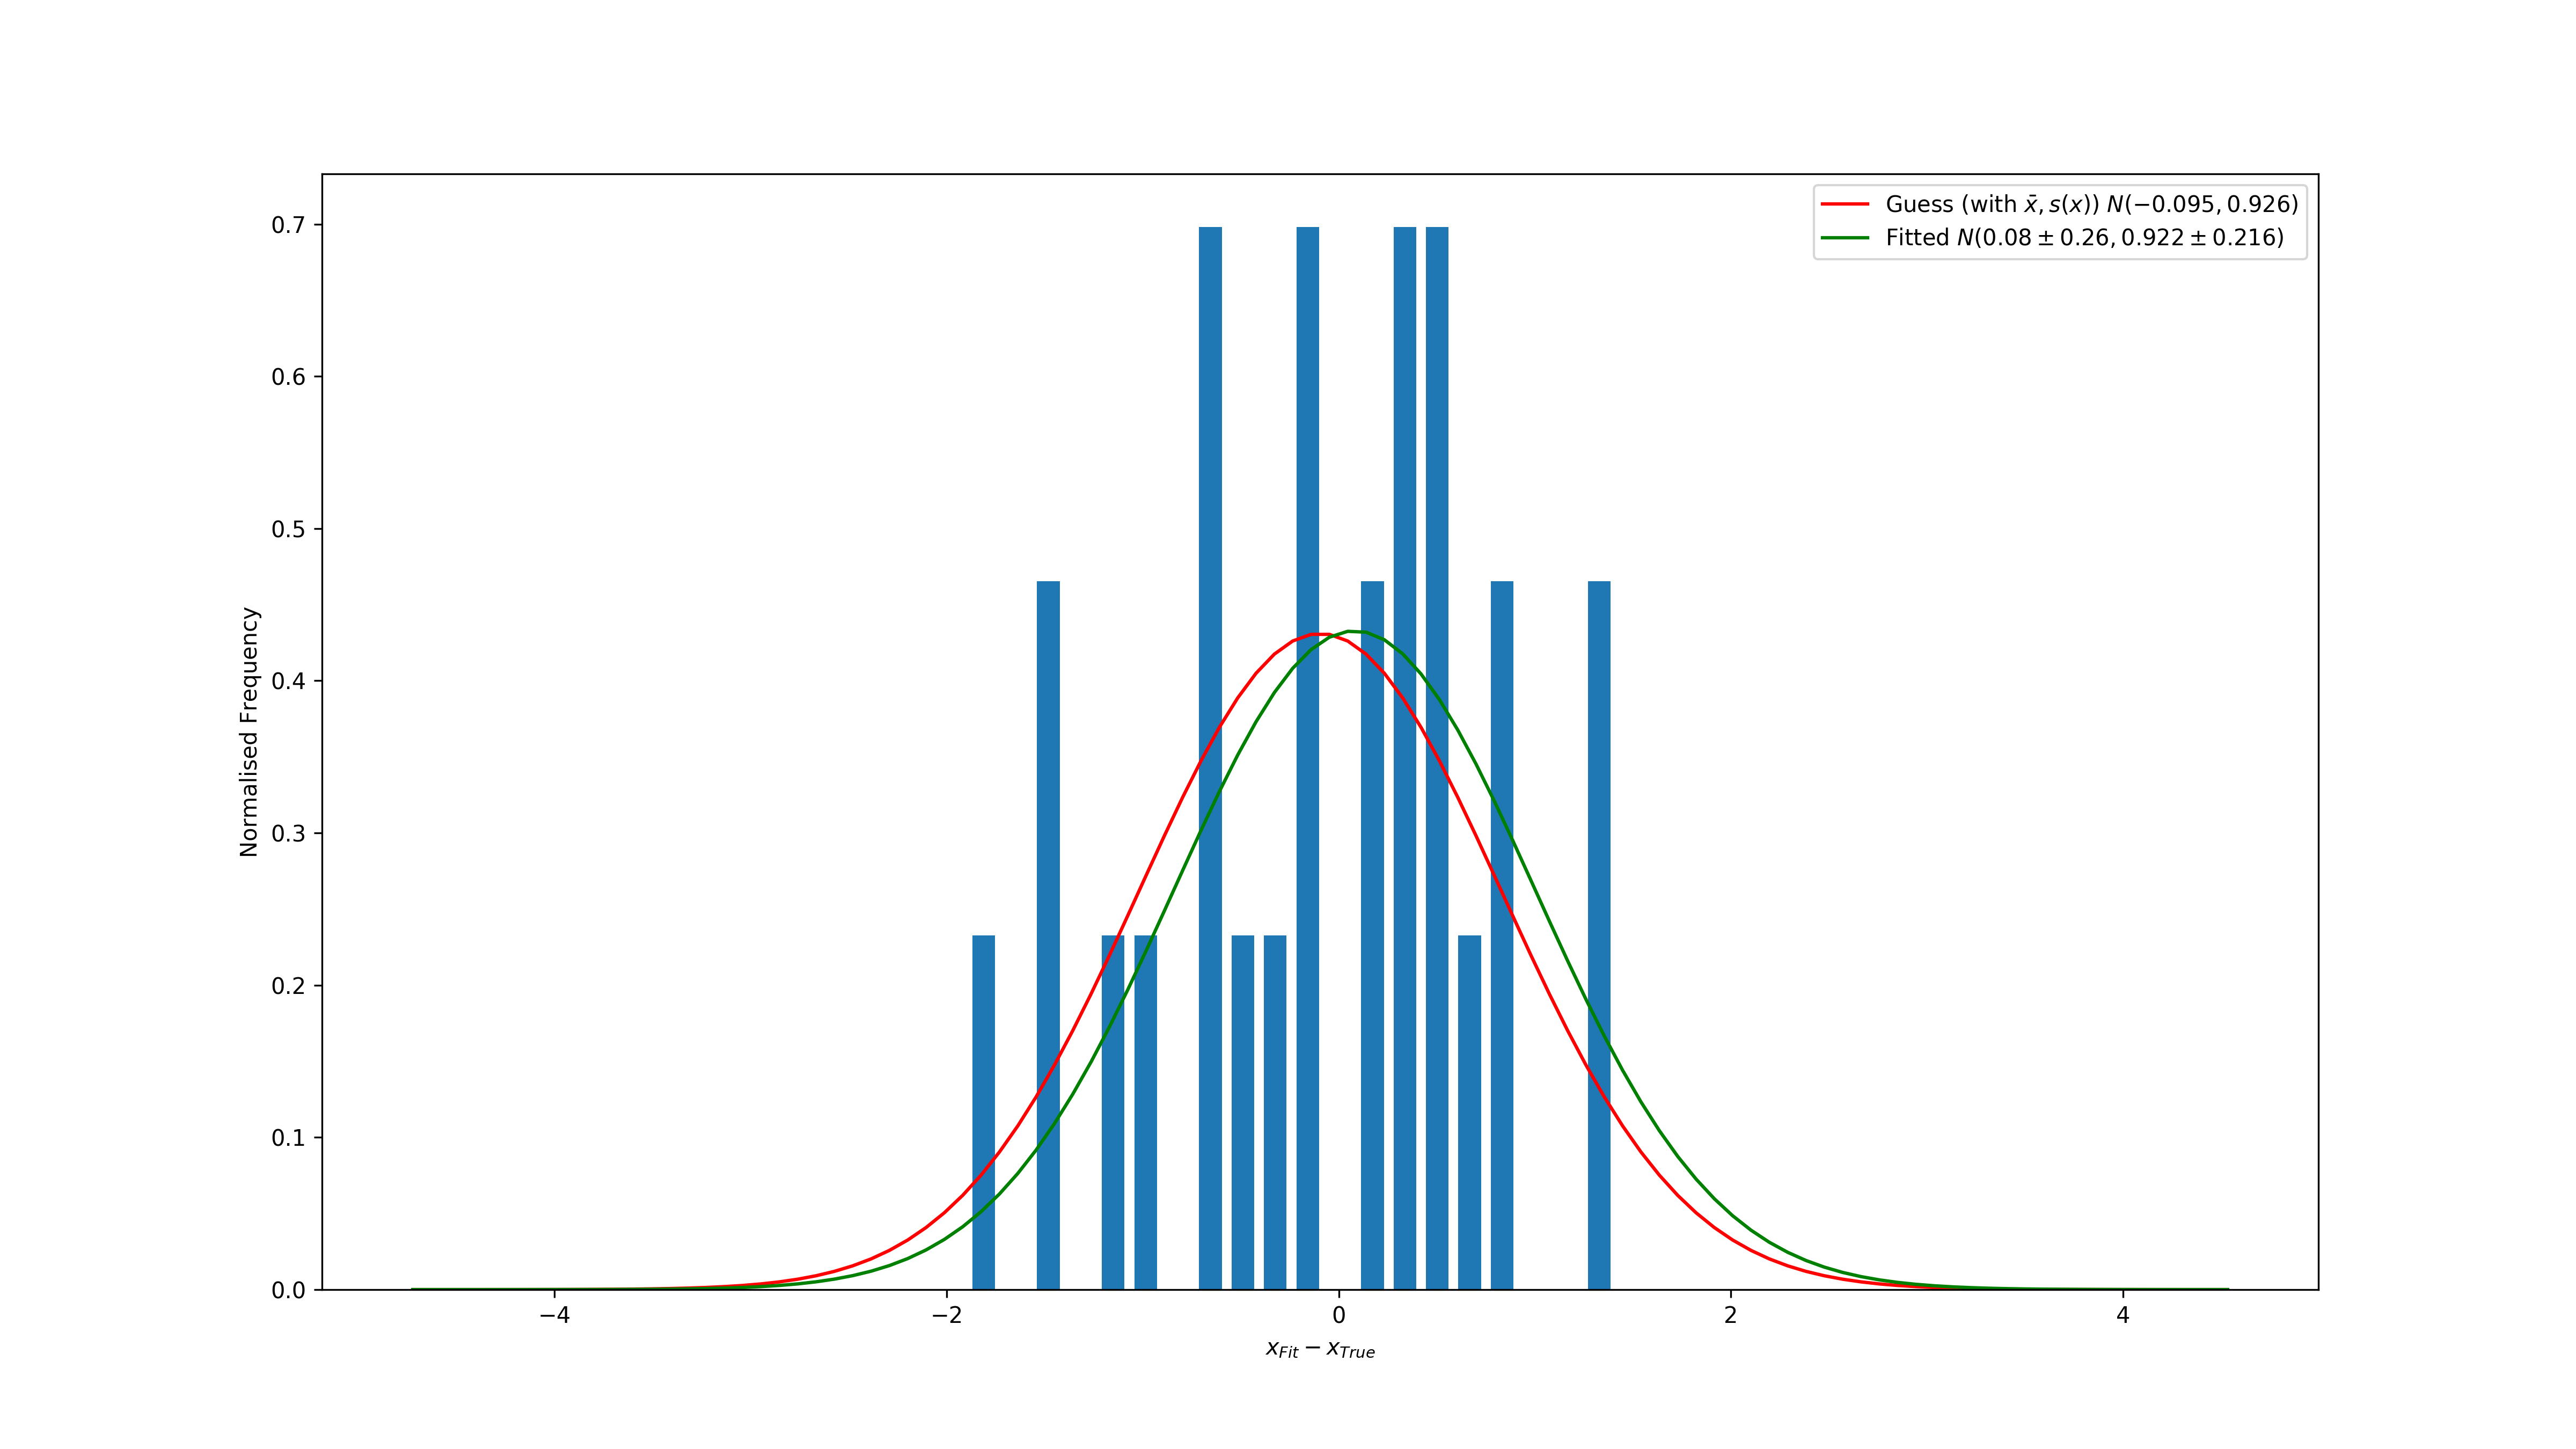 Guess (with x̄, s(x)) N(−0.095, 0.926)
Fitted N(0.08 ± 0.26, 0.922 ± 0.216)
Normalised Frequency
0.7
0.6
0.5
0.4
0.3
0.2
0.1
0.0
−4 −2 0 2 4
x_Fit − x_True